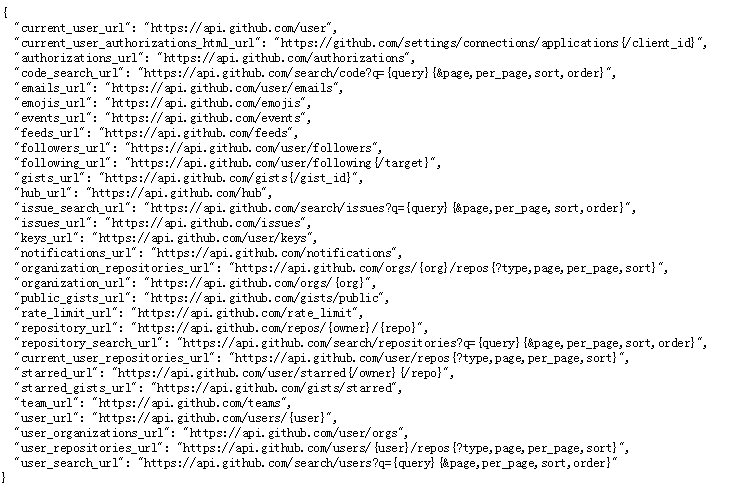 {
  "current_user_url": "https://api.github.com/user",
  "current_user_authorizations_html_url": "https://github.com/settings/connections/applications{/client_id}",
  "authorizations_url": "https://api.github.com/authorizations",
  "code_search_url": "https://api.github.com/search/code?q={query}{&page,per_page,sort,order}",
  "emails_url": "https://api.github.com/user/emails",
  "emojis_url": "https://api.github.com/emojis",
  "events_url": "https://api.github.com/events",
  "feeds_url": "https://api.github.com/feeds",
  "followers_url": "https://api.github.com/user/followers",
  "following_url": "https://api.github.com/user/following{/target}",
  "gists_url": "https://api.github.com/gists{/gist_id}",
  "hub_url": "https://api.github.com/hub",
  "issue_search_url": "https://api.github.com/search/issues?q={query}{&page,per_page,sort,order}",
  "issues_url": "https://api.github.com/issues",
  "keys_url": "https://api.github.com/user/keys",
  "notifications_url": "https://api.github.com/notifications",
  "organization_repositories_url": "https://api.github.com/orgs/{org}/repos{?type,page,per_page,sort}",
  "organization_url": "https://api.github.com/orgs/{org}",
  "public_gists_url": "https://api.github.com/gists/public",
  "rate_limit_url": "https://api.github.com/rate_limit",
  "repository_url": "https://api.github.com/repos/{owner}/{repo}",
  "repository_search_url": "https://api.github.com/search/repositories?q={query}{&page,per_page,sort,order}",
  "current_user_repositories_url": "https://api.github.com/user/repos{?type,page,per_page,sort}",
  "starred_url": "https://api.github.com/user/starred{/owner}{/repo}",
  "starred_gists_url": "https://api.github.com/gists/starred",
  "team_url": "https://api.github.com/teams",
  "user_url": "https://api.github.com/users/{user}",
  "user_organizations_url": "https://api.github.com/user/orgs",
  "user_repositories_url": "https://api.github.com/users/{user}/repos{?type,page,per_page,sort}",
  "user_search_url": "https://api.github.com/search/users?q={query}{&page,per_page,sort,order}"
}